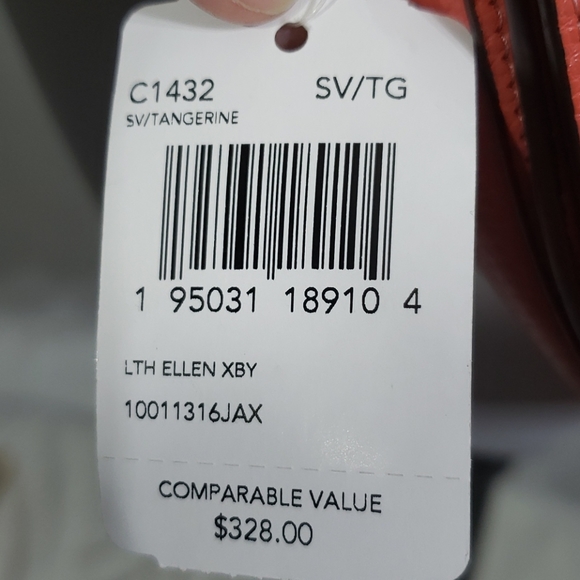 C1432 SV/TG
SV/TANGERINE
1 95031 18910 4
LTH ELLEN XBY
10011316JAX
COMPARABLE VALUE
$328.00